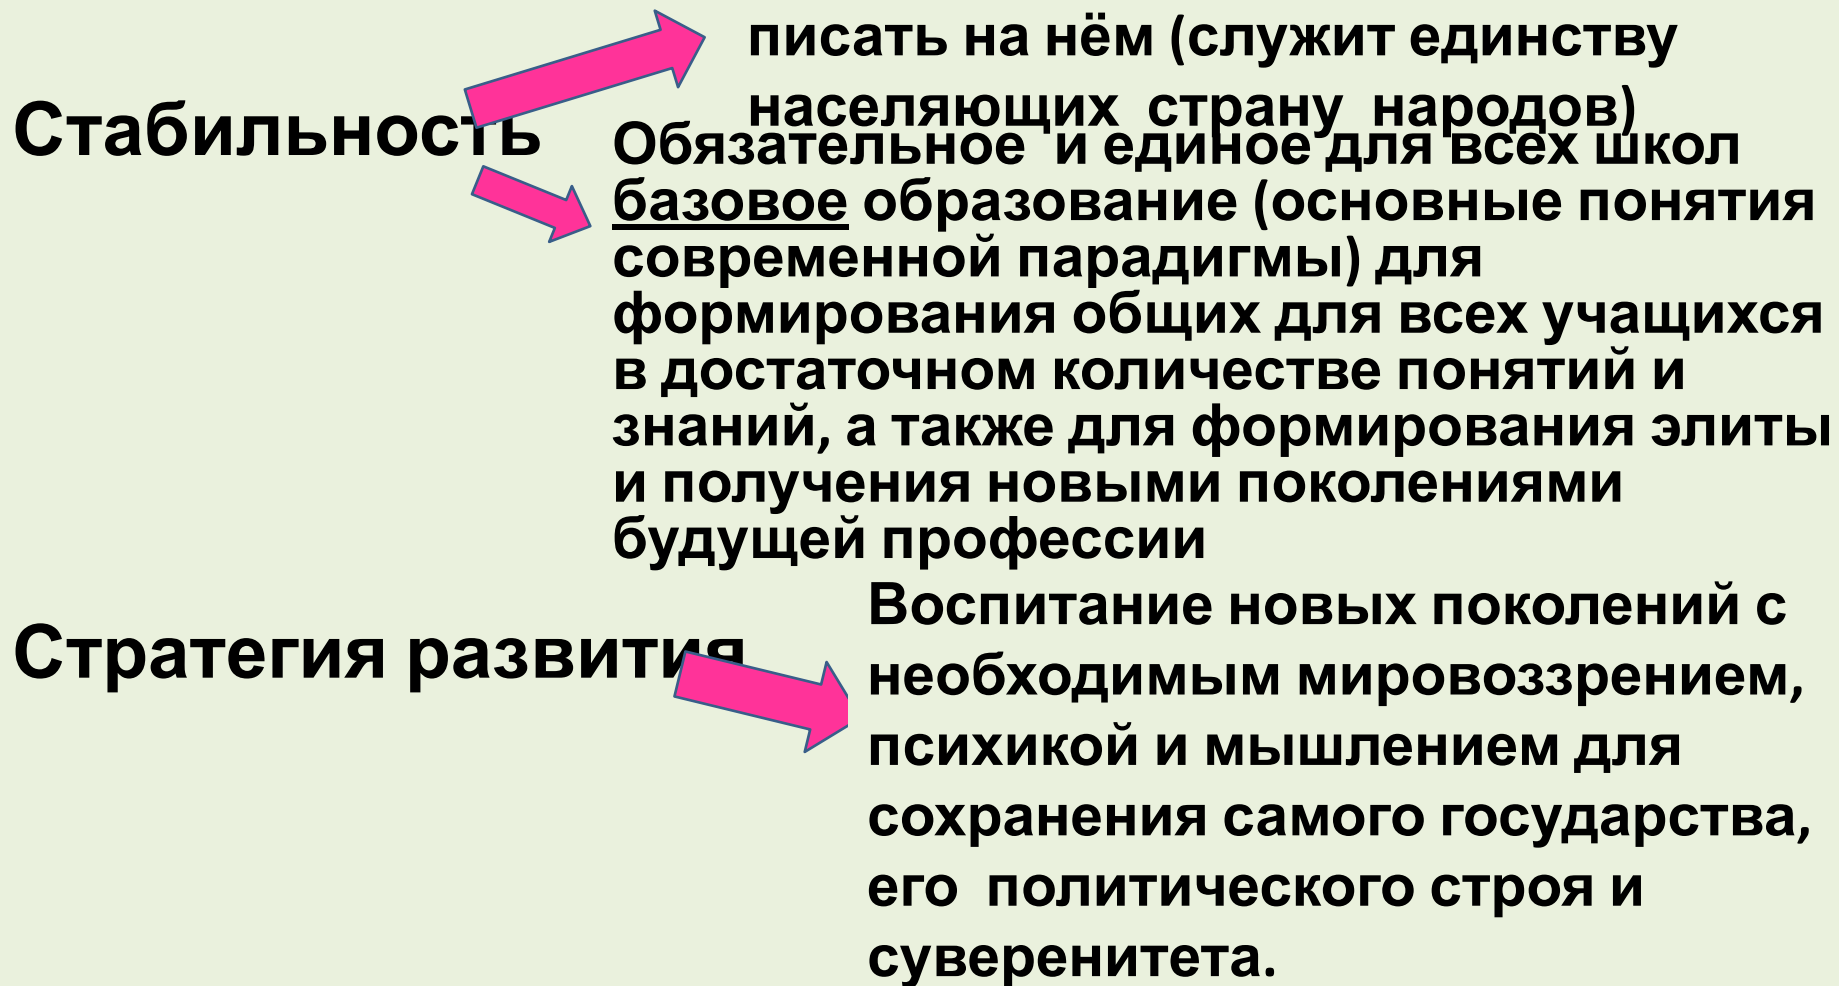 писать на нём (служит единству
населяющих страну народов)
Стабильность
Обязательное и единое для всех школ
базовое образование (основные понятия
современной парадигмы) для
формирования общих для всех учащихся
в достаточном количестве понятий и
знаний, а также для формирования элиты
и получения новыми поколениями
будущей профессии
Стратегия развития
Воспитание новых поколений с
необходимым мировоззрением,
психикой и мышлением для
сохранения самого государства,
его политического строя и
суверенитета.